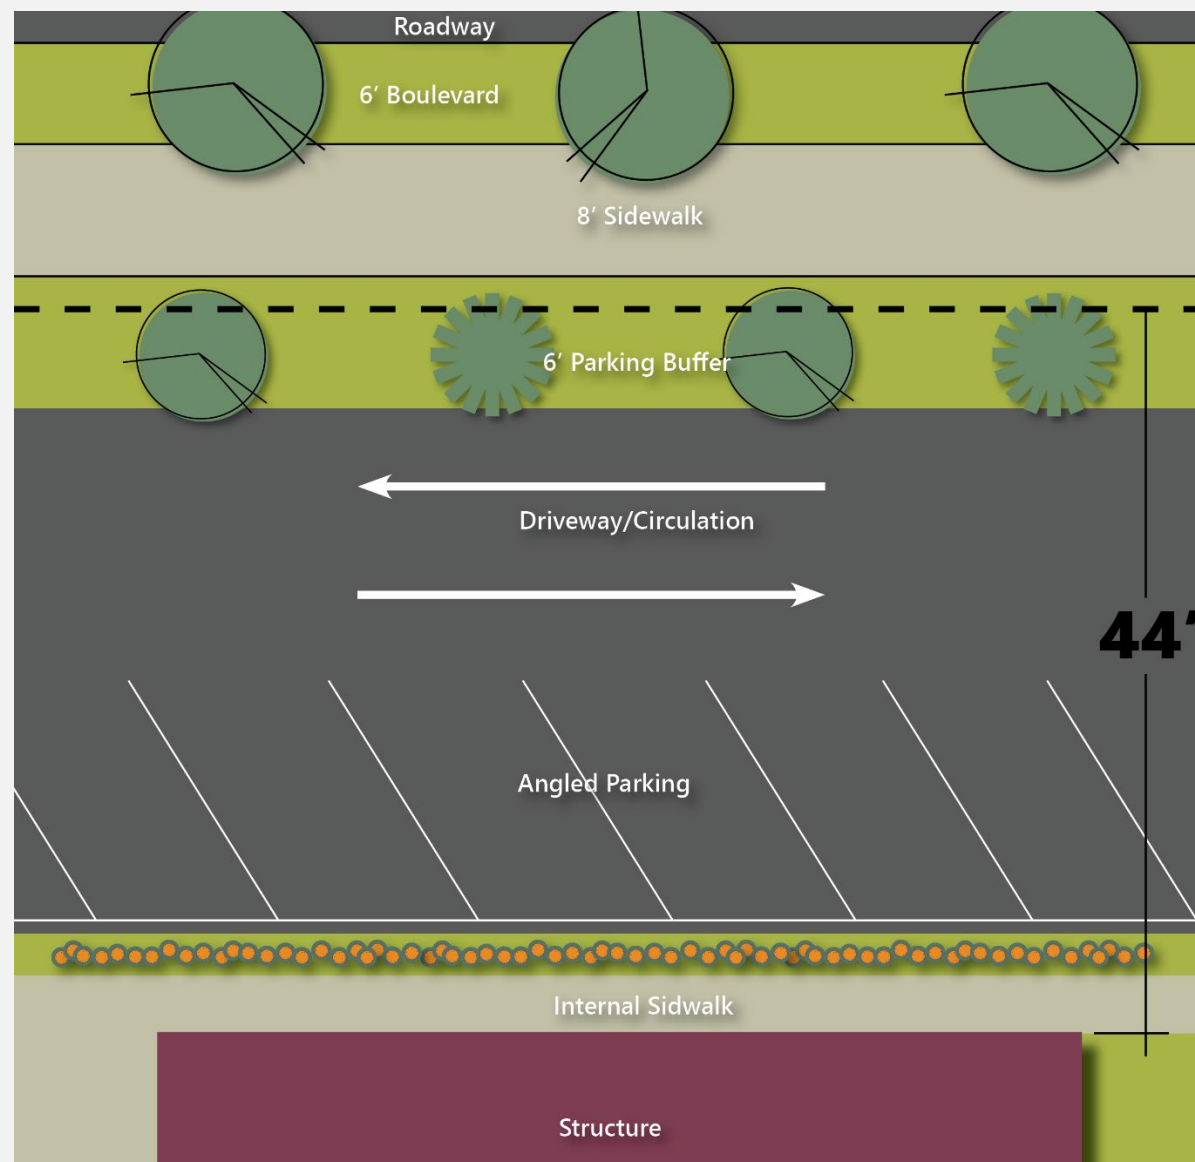 Roadway
6’ Boulevard
8’ Sidewalk
6’ Parking Buffer
Driveway/Circulation
44’
Angled Parking
Internal Sidwalk
Structure